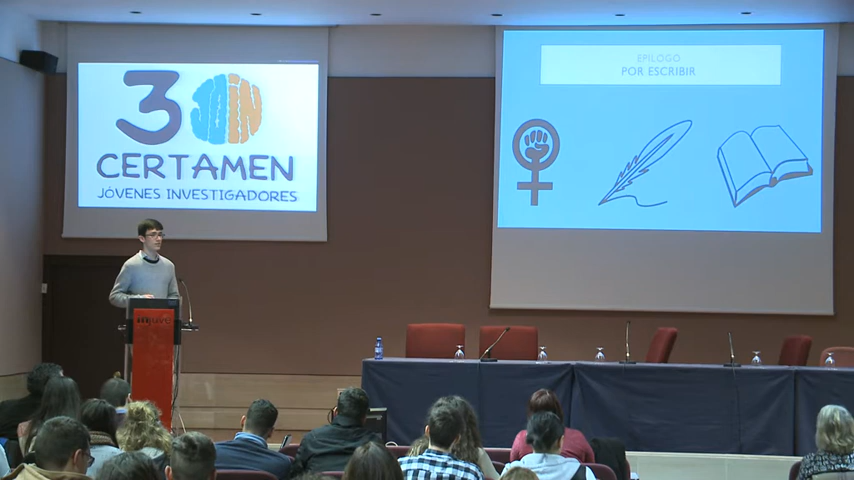 30
CERTAMEN
JÓVENES INVESTIGADORES
EPÍLOGO
POR ESCRIBIR